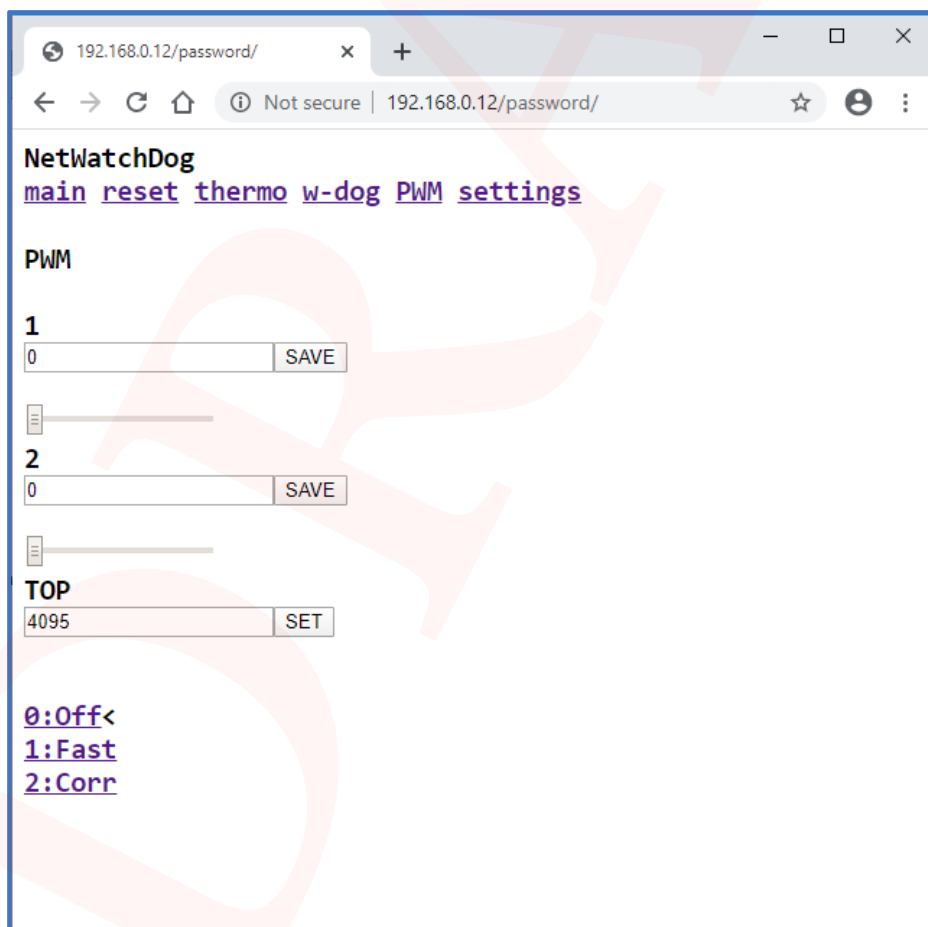 192.168.0.12/password/
Not secure | 192.168.0.12/password/
NetWatchDog
main reset thermo w-dog PWM settings
PWM
1
0 SAVE
2
0 SAVE
TOP
4095 SET
0:Off<
1:Fast
2:Corr